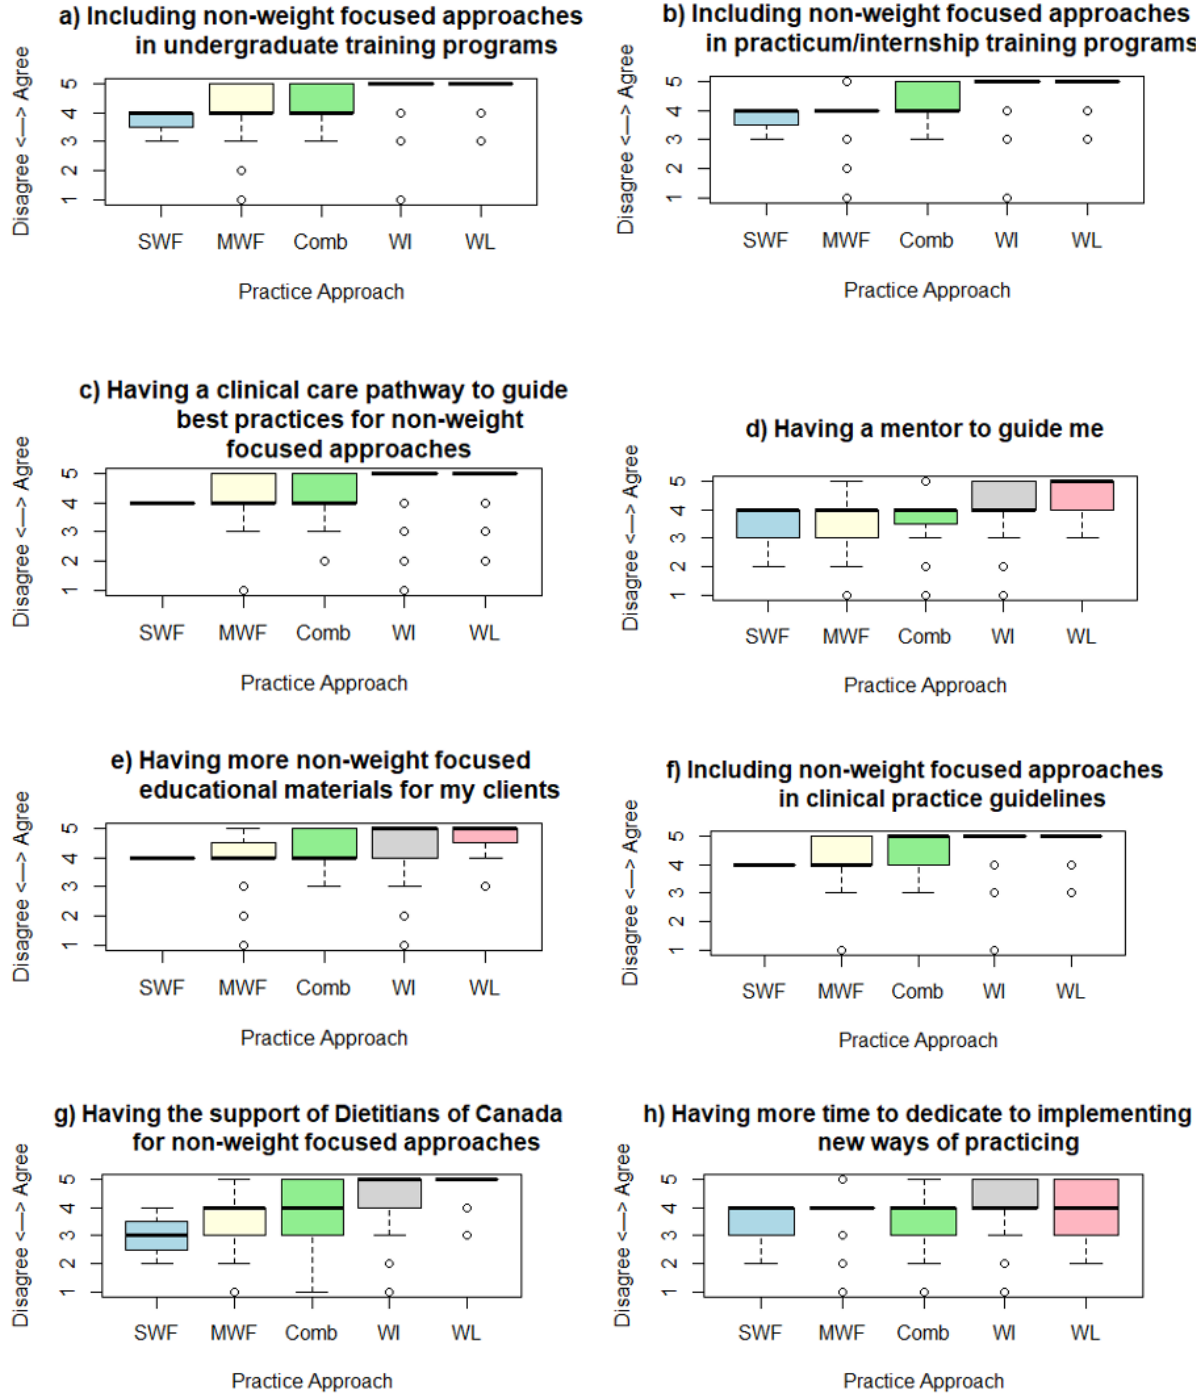 a) Including non-weight focused approaches
in undergraduate training programs
Disagree <—> Agree
5
4
3
2
1
SWF MWF Comb WI WL
Practice Approach
b) Including non-weight focused approaches
in practicum/internship training programs
Disagree <—> Agree
5
4
3
2
1
SWF MWF Comb WI WL
Practice Approach
c) Having a clinical care pathway to guide
best practices for non-weight
focused approaches
Disagree <—> Agree
5
4
3
2
1
SWF MWF Comb WI WL
Practice Approach
d) Having a mentor to guide me
Disagree <—> Agree
5
4
3
2
1
SWF MWF Comb WI WL
Practice Approach
e) Having more non-weight focused
educational materials for my clients
Disagree <—> Agree
5
4
3
2
1
SWF MWF Comb WI WL
Practice Approach
f) Including non-weight focused approaches
in clinical practice guidelines
Disagree <—> Agree
5
4
3
2
1
SWF MWF Comb WI WL
Practice Approach
g) Having the support of Dietitians of Canada
for non-weight focused approaches
Disagree <—> Agree
5
4
3
2
1
SWF MWF Comb WI WL
Practice Approach
h) Having more time to dedicate to implementing
new ways of practicing
Disagree <—> Agree
5
4
3
2
1
SWF MWF Comb WI WL
Practice Approach